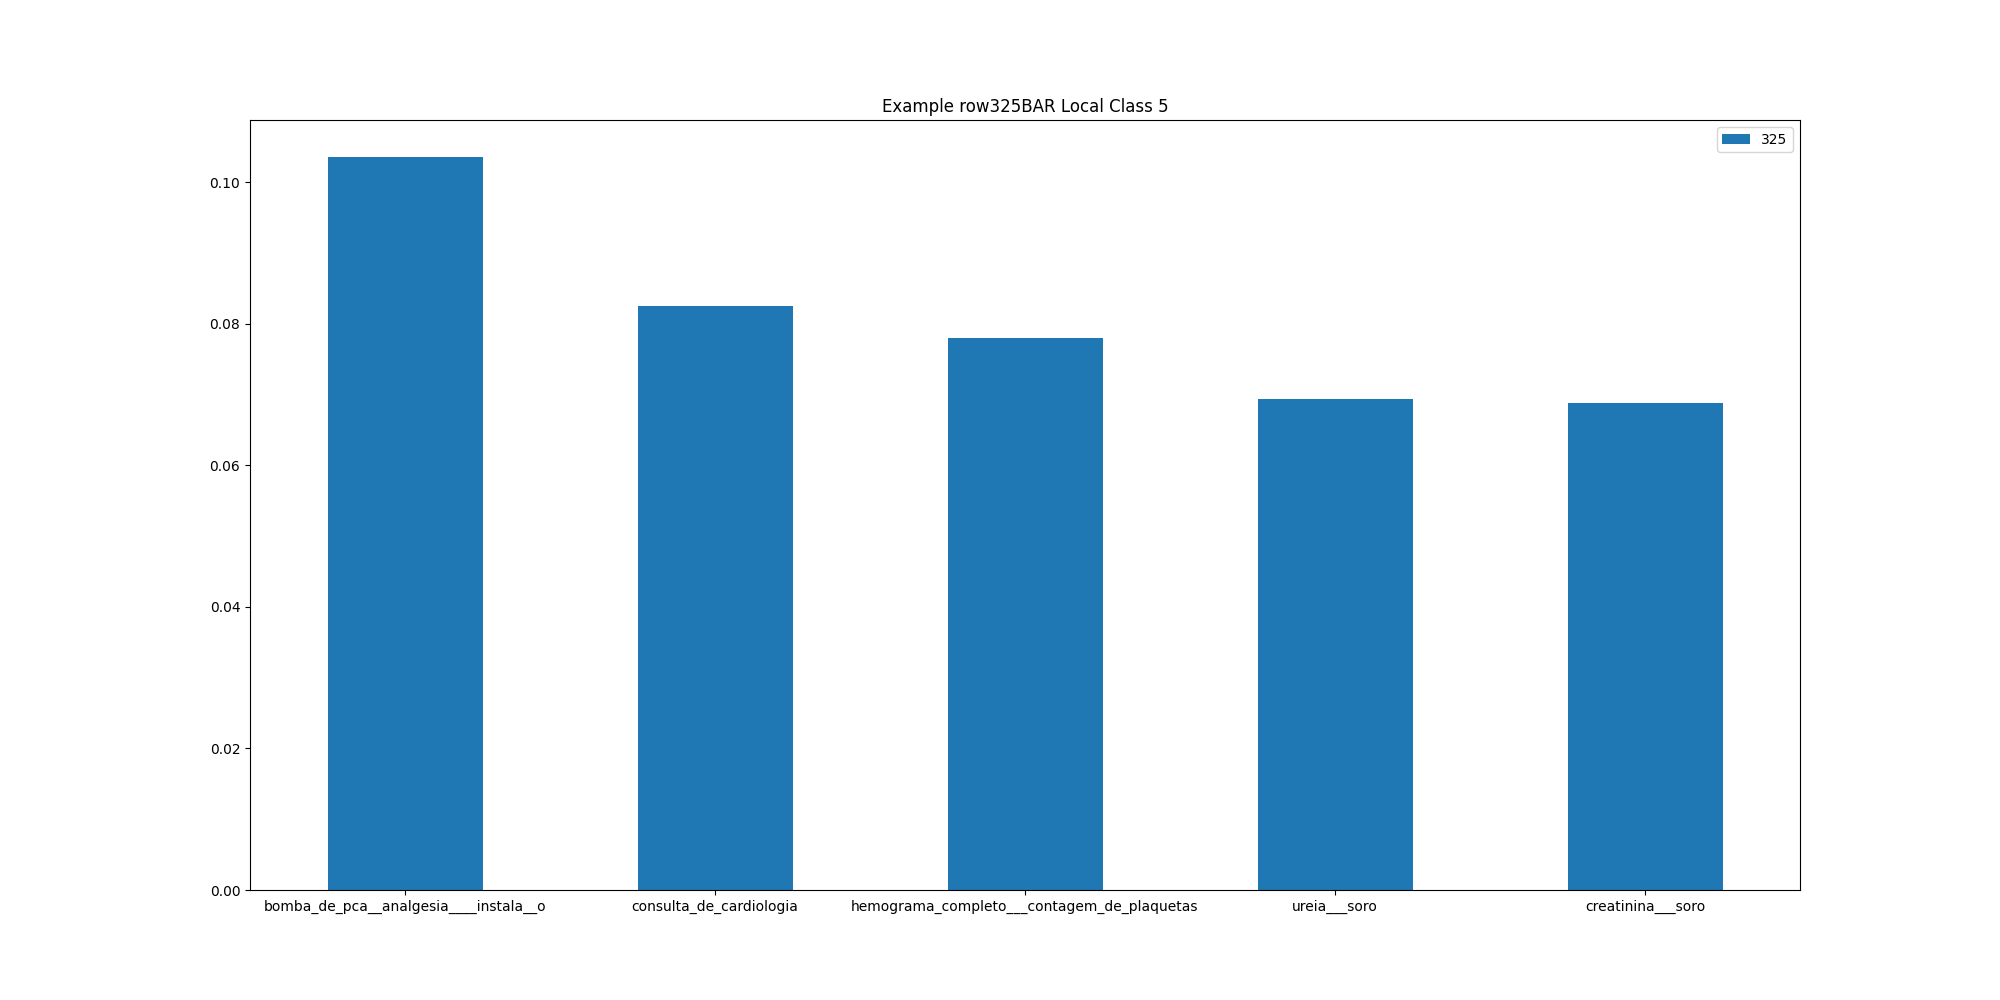 Example row325BAR Local Class 5
325
0.10
0.08
0.06
0.04
0.02
0.00
bomba_de_pca__analgesia____instala__o
consulta_de_cardiologia
hemograma_completo___contagem_de_plaquetas
ureia___soro
creatinina___soro